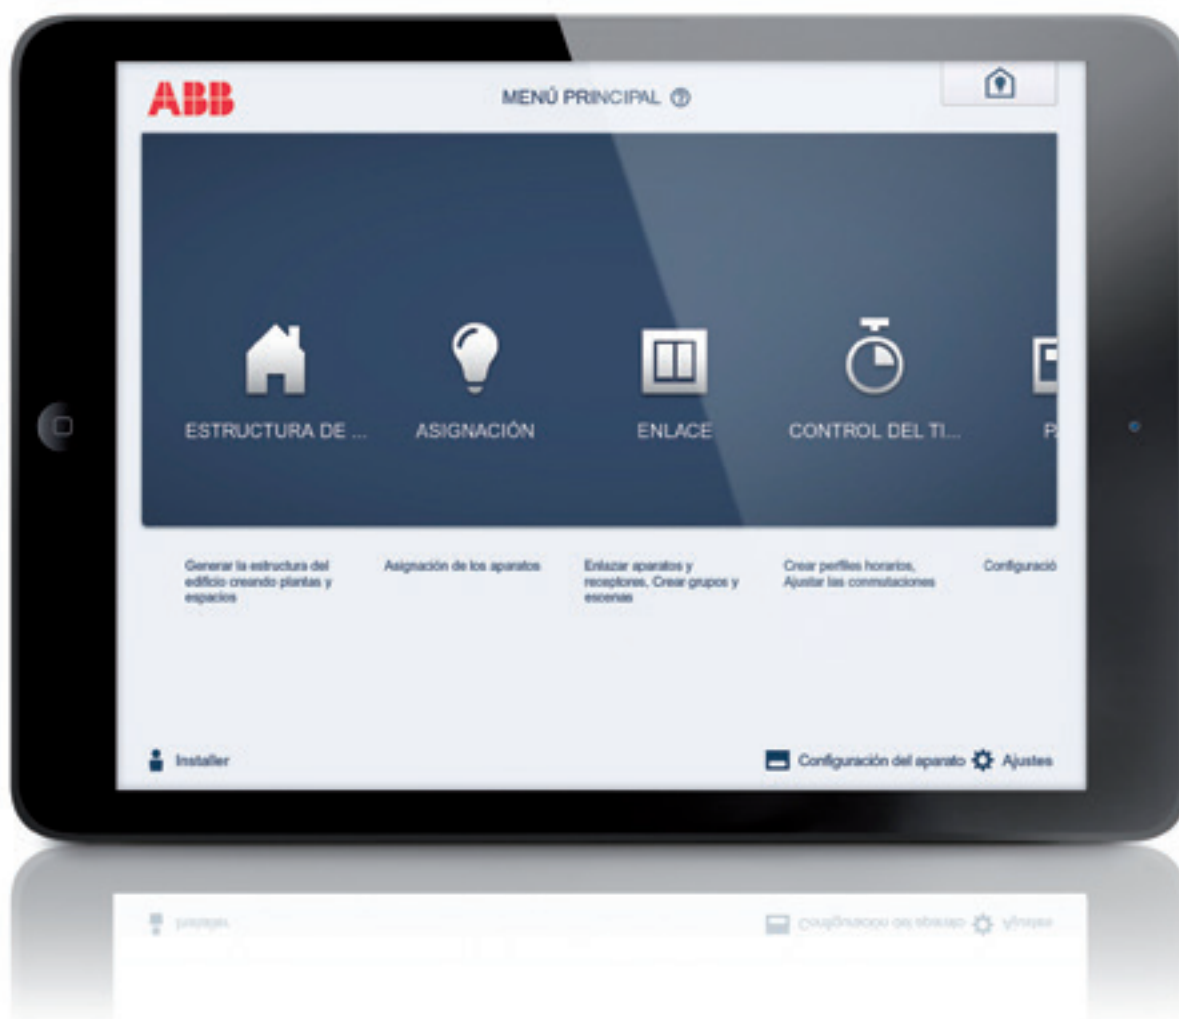 ABB
MENÚ PRINCIPAL ?
ESTRUCTURA DE ...
ASIGNACIÓN
ENLACE
CONTROL DEL TI...
Generar la estructura del
edificio creando plantas y
espacios
Asignación de los aparatos
Enlazar aparatos y
receptores, Crear grupos y
escenas
Crear perfiles horarios,
Ajustar las conmutaciones
Configuració
Installer
Configuración del aparato
Ajustes